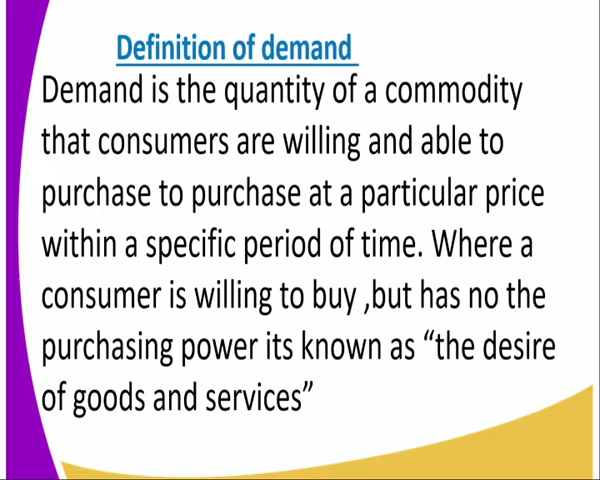 Definition of demand
Demand is the quantity of a commodity
that consumers are willing and able to
purchase to purchase at a particular price
within a specific period of time. Where a
consumer is willing to buy ,but has no the
purchasing power its known as “the desire
of goods and services”